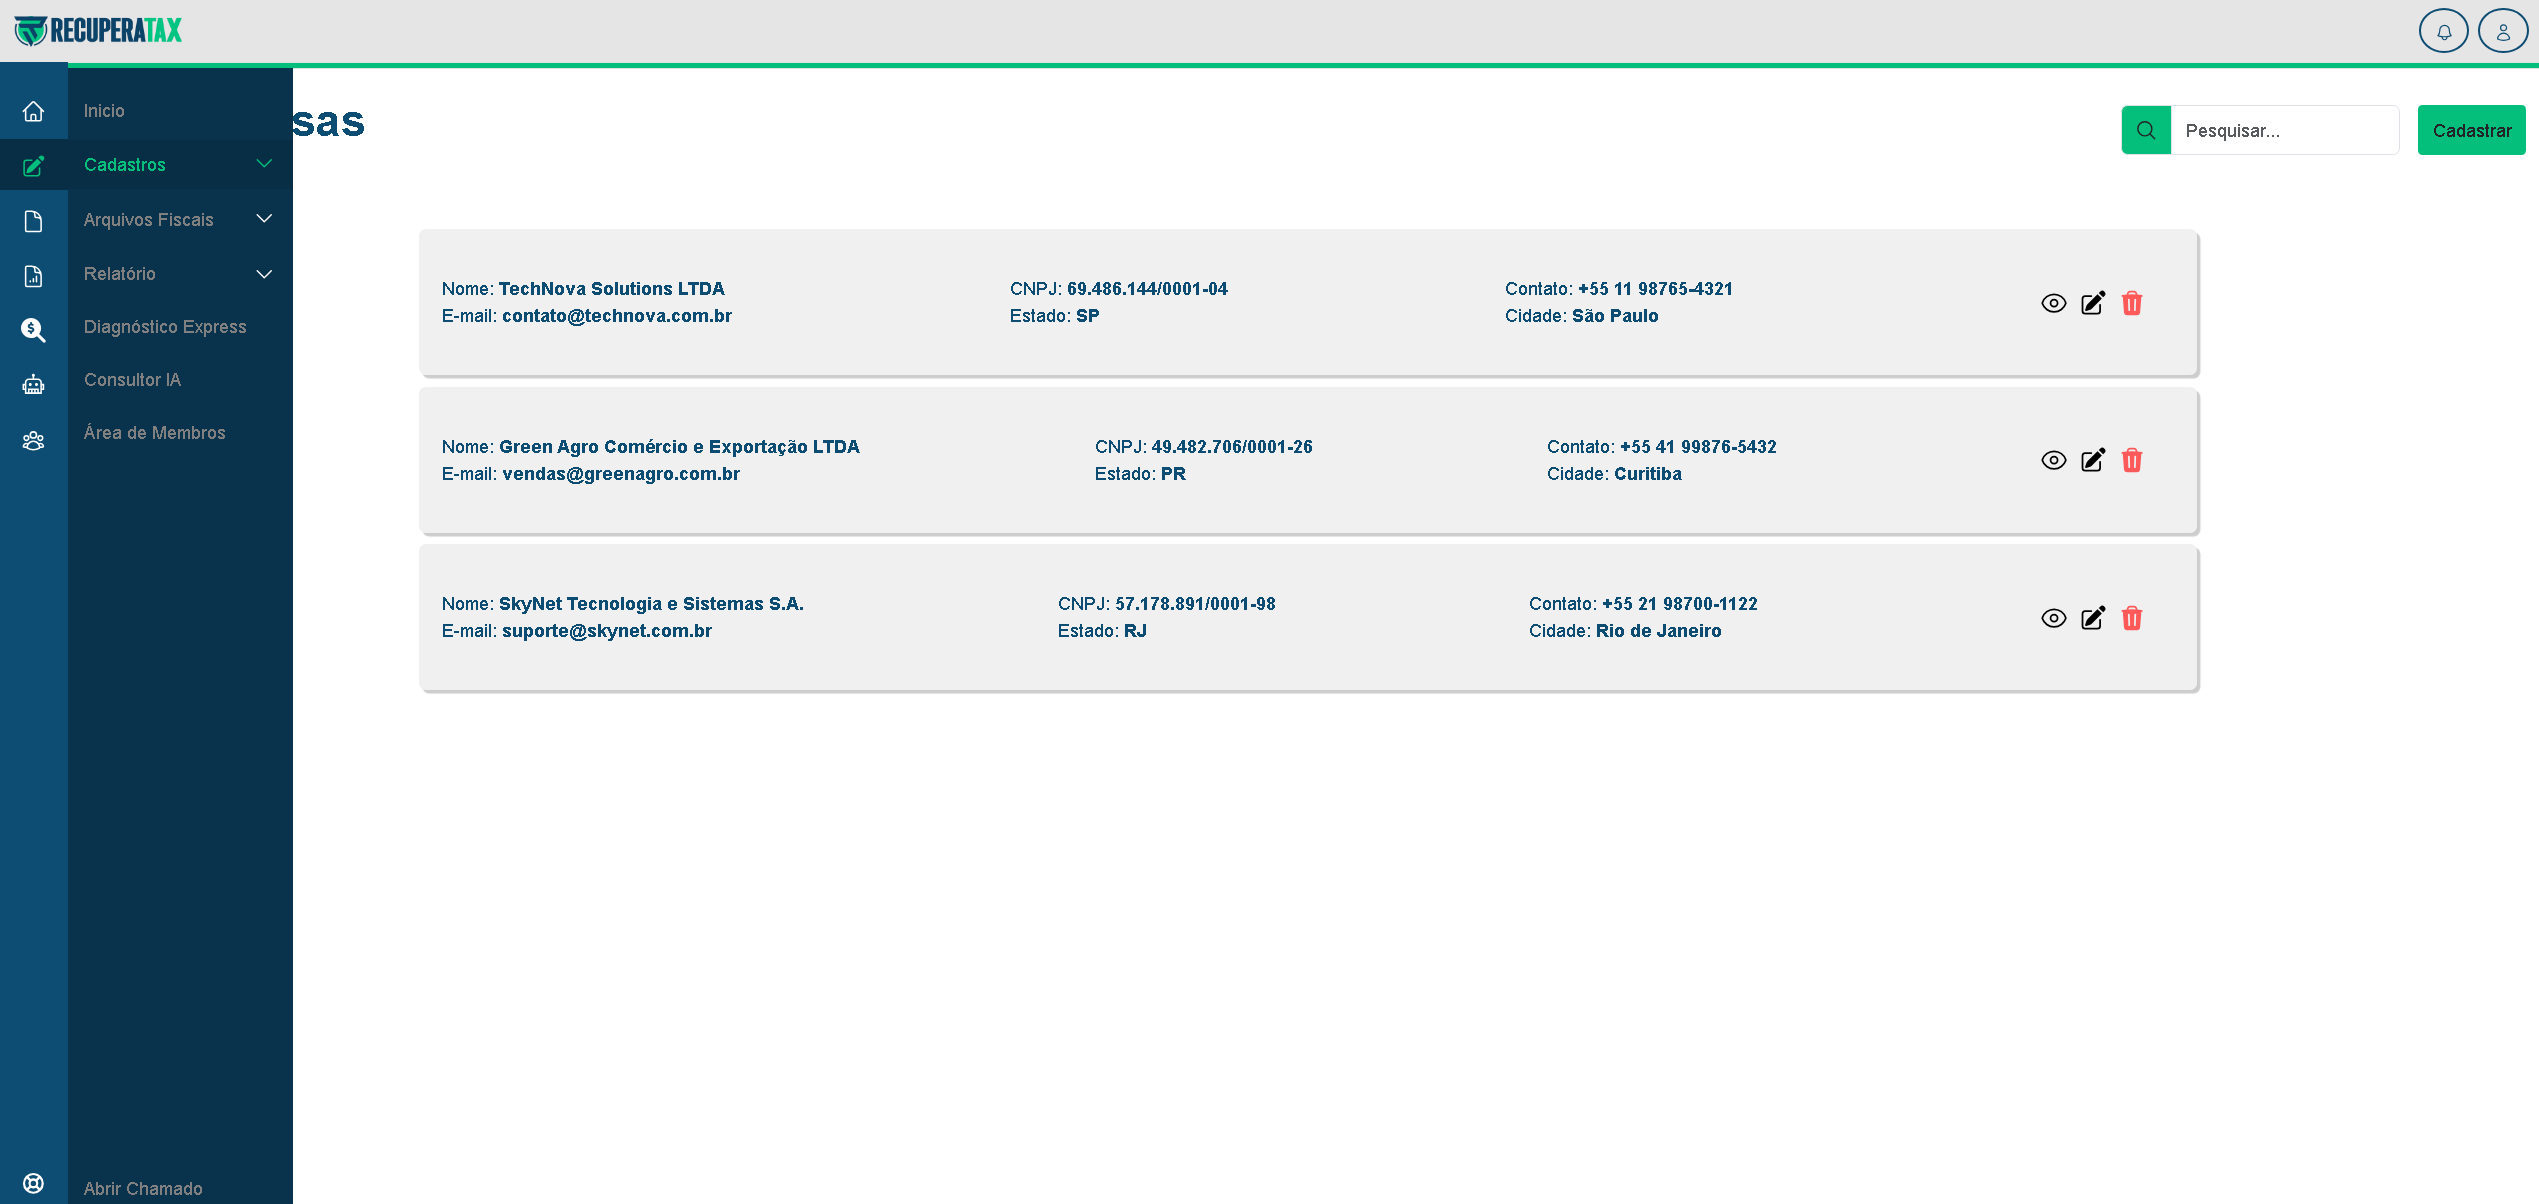 RECUPERATAX
Inicio
Cadastros
Arquivos Fiscais
Relatório
Diagnóstico Express
Consultor IA
Área de Membros
Abrir Chamado
sas
Pesquisar...
Cadastrar
Nome: TechNova Solutions LTDA
E-mail: contato@technova.com.br
CNPJ: 69.486.144/0001-04
Estado: SP
Contato: +55 11 98765-4321
Cidade: São Paulo
Nome: Green Agro Comércio e Exportação LTDA
E-mail: vendas@greenagro.com.br
CNPJ: 49.482.706/0001-26
Estado: PR
Contato: +55 41 99876-5432
Cidade: Curitiba
Nome: SkyNet Tecnologia e Sistemas S.A.
E-mail: suporte@skynet.com.br
CNPJ: 57.178.891/0001-98
Estado: RJ
Contato: +55 21 98700-1122
Cidade: Rio de Janeiro